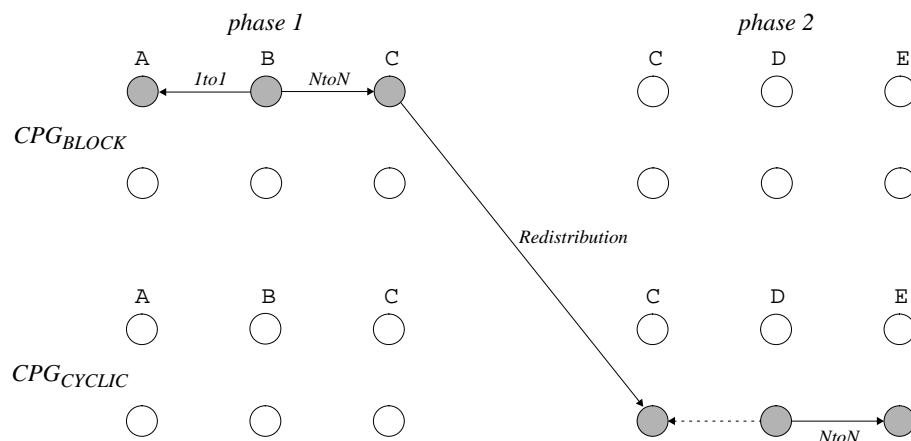 phase 1 phase 2
A B C C D E
1to1 NtoN
CPG_BLOCK
Redistribution
A B C C D E
CPG_CYCLIC
NtoN